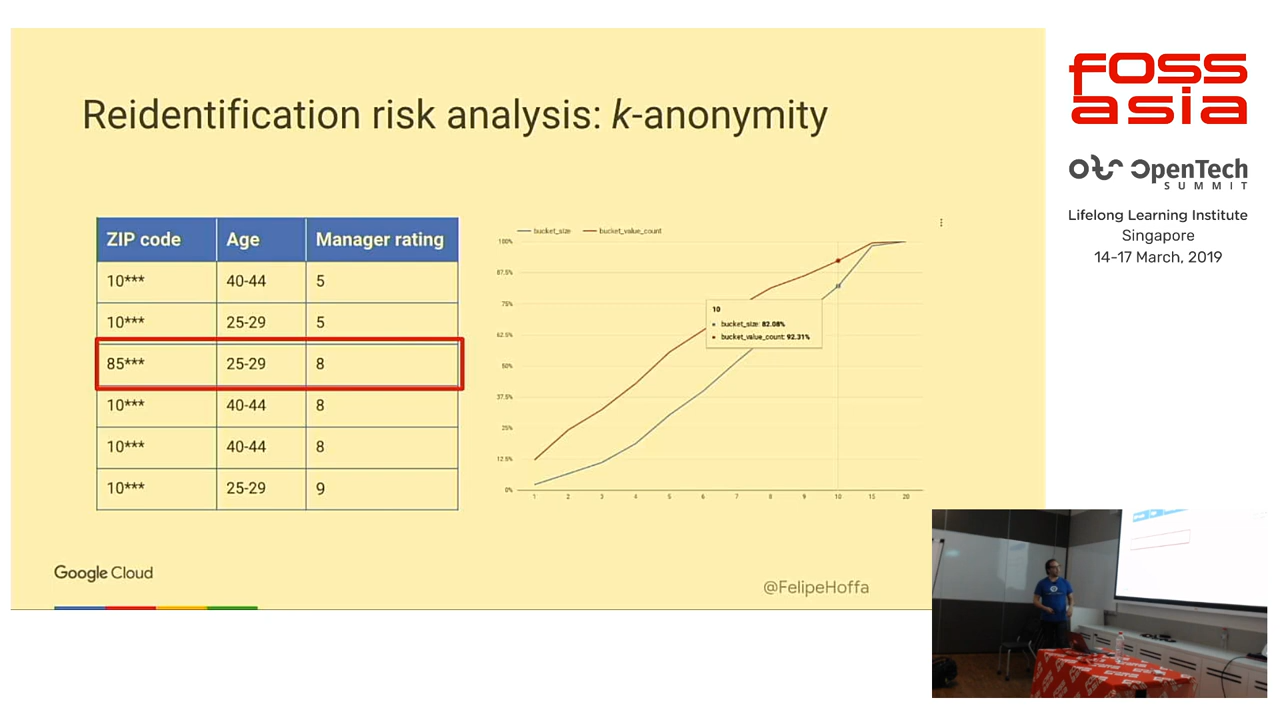 Reidentification risk analysis: k-anonymity
ZIP code Age Manager rating
10*** 40-44 5
10*** 25-29 5
85*** 25-29 8
10*** 40-44 8
10*** 40-44 8
10*** 25-29 9
bucket_size bucket_value_count
100%
87.5%
75%
62.5%
50%
37.5%
25%
12.5%
0%
1 2 3 4 5 6 7 8 9 10 15 20
10
bucket_size: 82.08%
bucket_value_count: 92.31%
Google Cloud
@FelipeHoffa
FOSS
asia
OpenTech
SUMMIT
Lifelong Learning Institute
Singapore
14-17 March, 2019